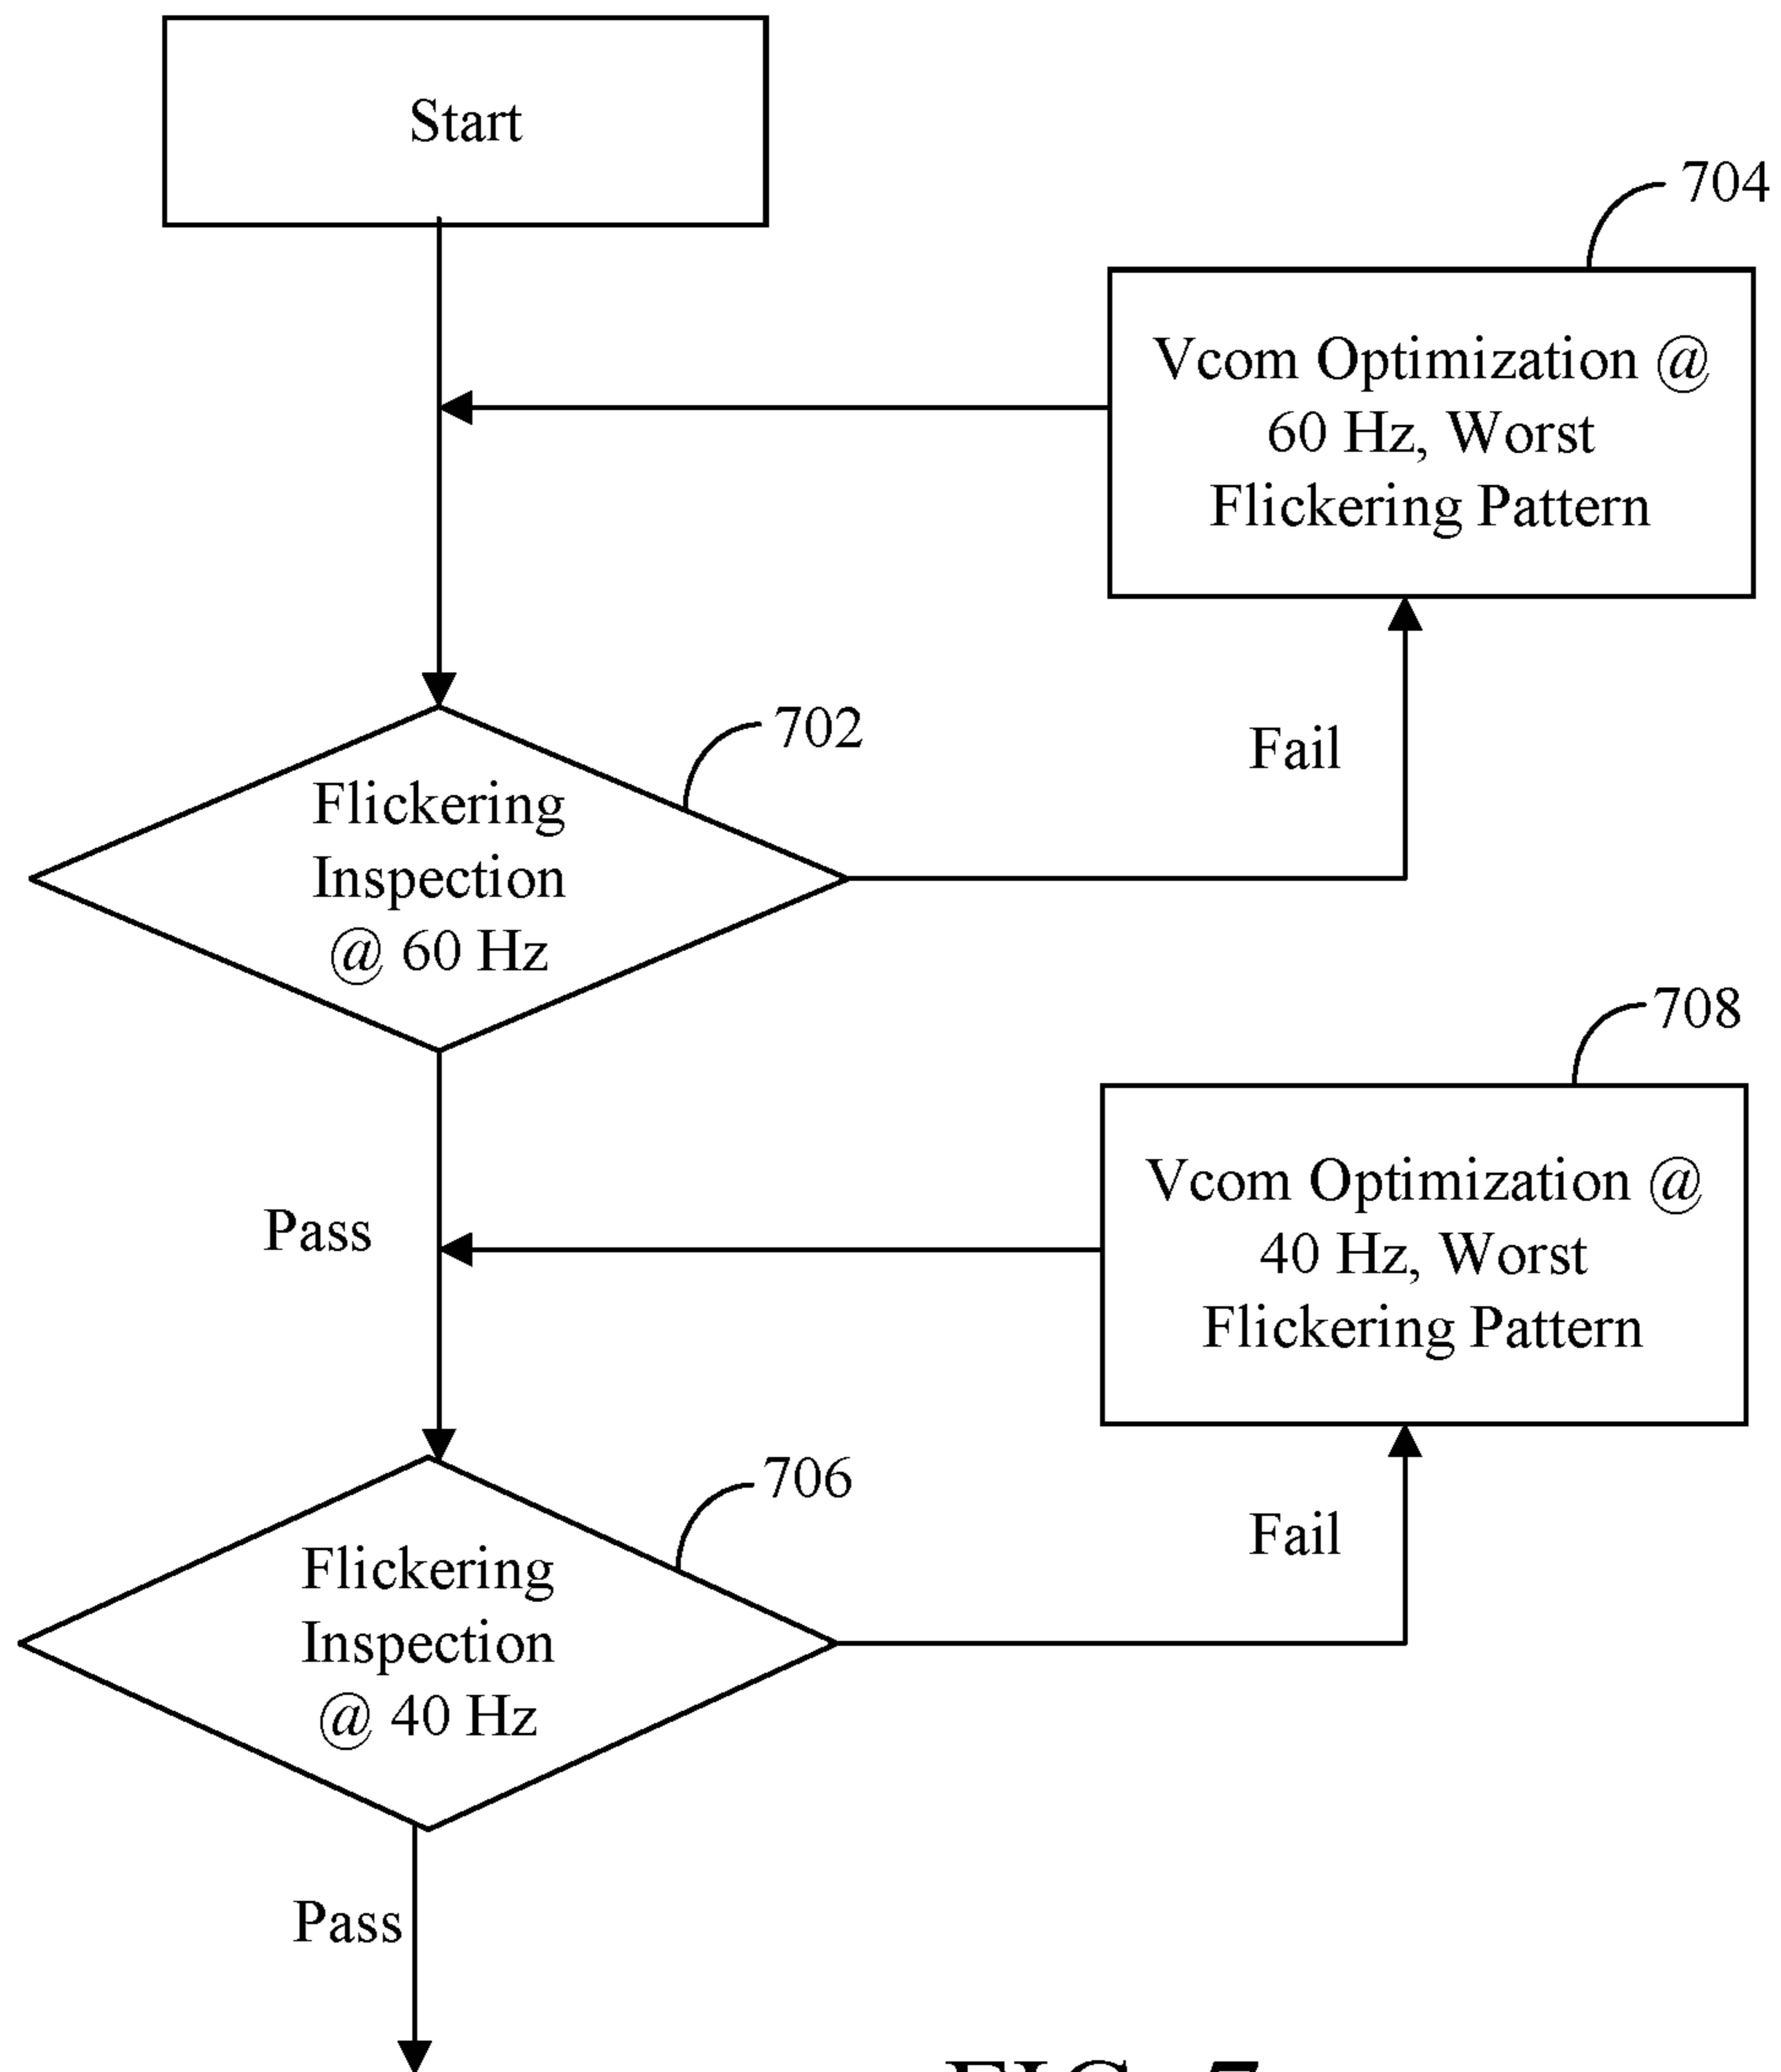 Start
704
Vcom Optimization @
60 Hz, Worst
Flickering Pattern
702
Fail
Flickering
Inspection
@ 60 Hz
708
Vcom Optimization @
40 Hz, Worst
Flickering Pattern
Pass
706
Fail
Flickering
Inspection
@ 40 Hz
Pass